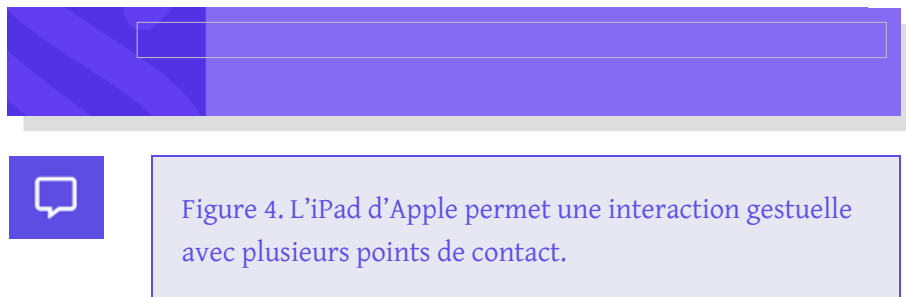 Figure 4. L’iPad d’Apple permet une interaction gestuelle
avec plusieurs points de contact.